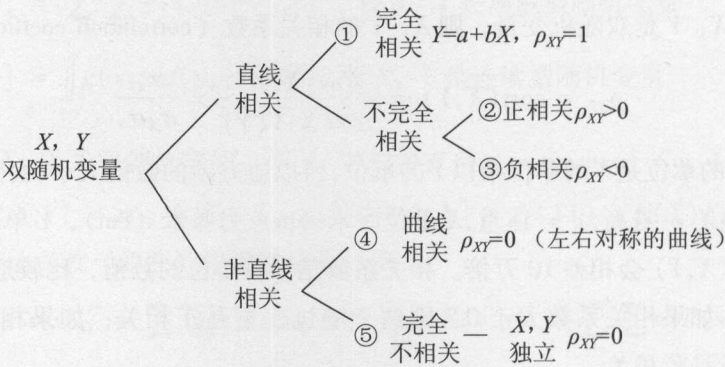 ① 完全相关 Y=a+bX, ρXY=1
直线相关
不完全相关
②正相关ρXY>0
③负相关ρXY<0
X, Y
双随机变量
④ 曲线相关 ρXY=0 (左右对称的曲线)
非直线相关
⑤ 完全不相关 — X, Y 独立 ρXY=0